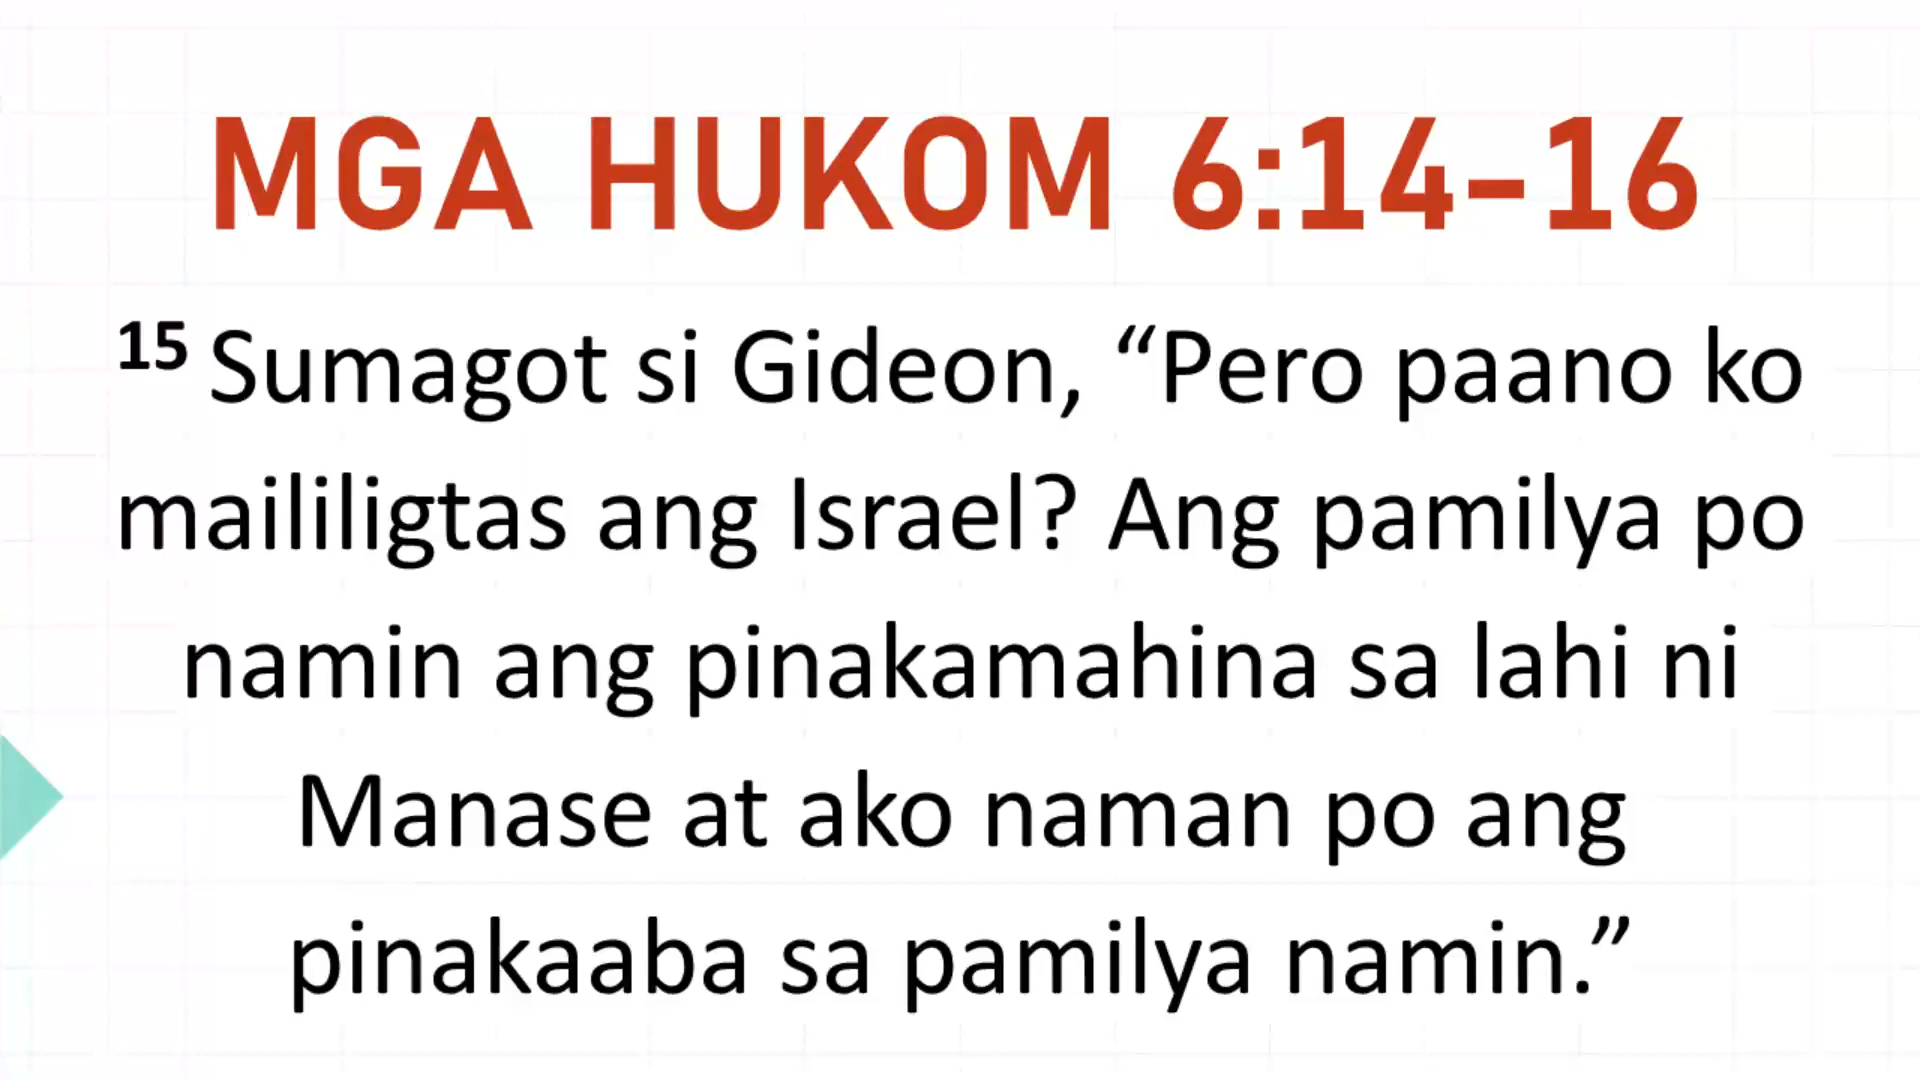 MGA HUKOM 6:14-16
15 Sumagot si Gideon, “Pero paano ko
maililigtas ang Israel? Ang pamilya po
namin ang pinakamahina sa lahi ni
Manase at ako naman po ang
pinakaaba sa pamilya namin.”